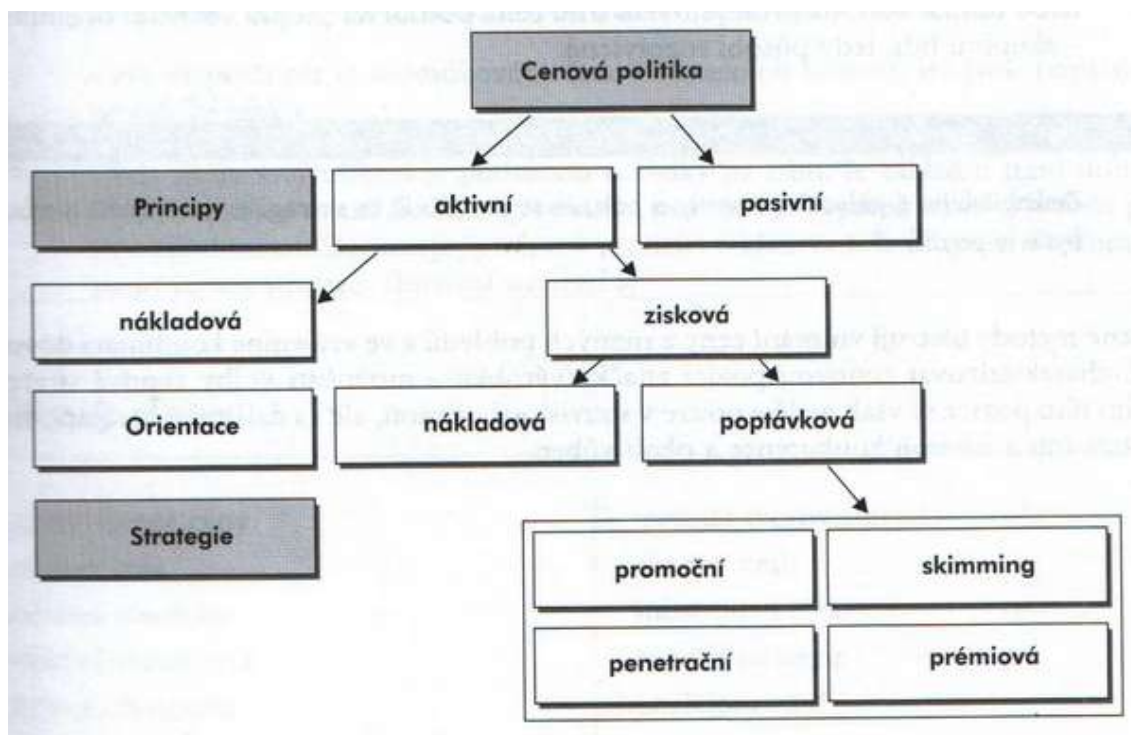 Cenová politika
Principy
aktivní
pasivní
nákladová
zisková
Orientace
nákladová
poptávková
Strategie
promoční
skimming
penetrační
prémiová